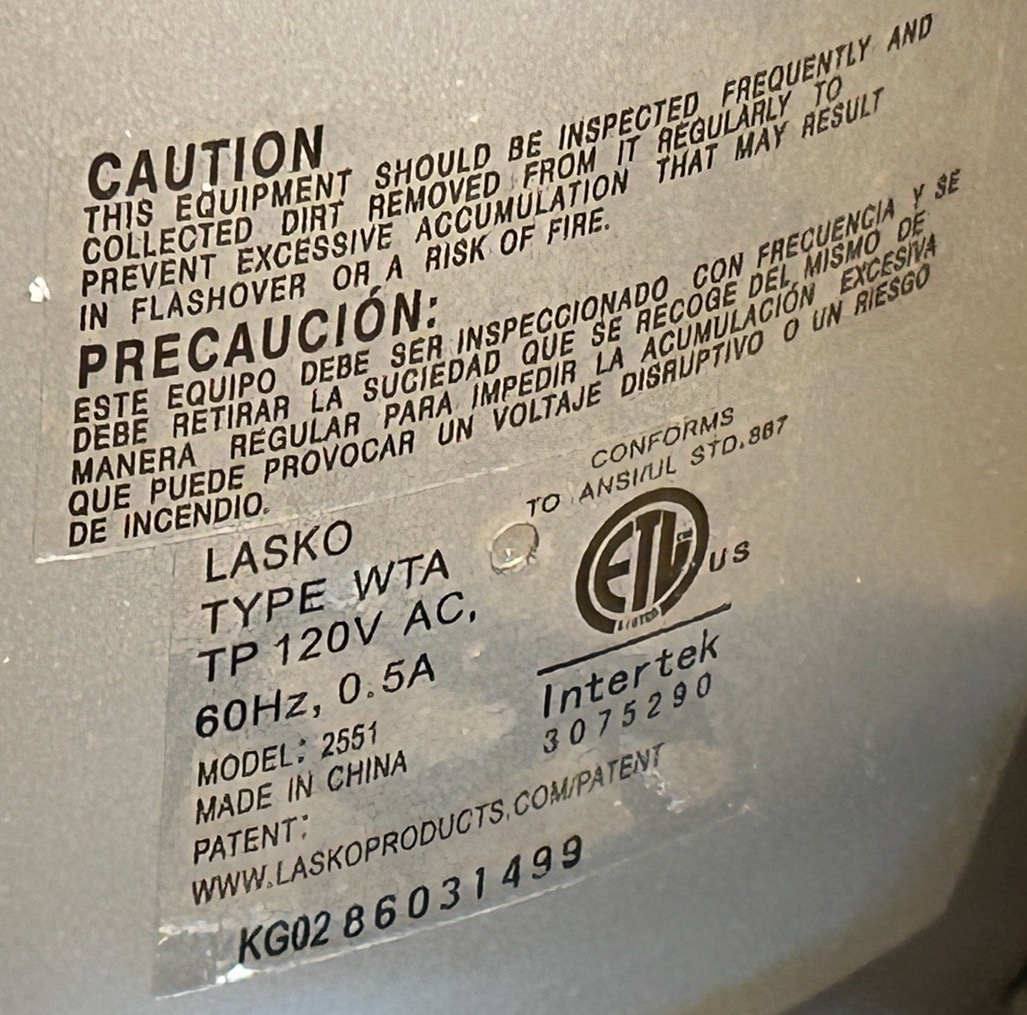 CAUTION
THIS EQUIPMENT SHOULD BE INSPECTED FREQUENTLY AND
COLLECTED DIRT REMOVED FROM IT REGULARLY TO
PREVENT EXCESSIVE ACCUMULATION THAT MAY RESULT
IN FLASHOVER OR A RISK OF FIRE.
PRECAUCIÓN:
ESTE EQUIPO DEBE SER INSPECCIONADO CON FRECUENCIA Y SE
DEBE RETIRAR LA SUCIEDAD QUE SE RECOGE DEL MISMO DE
MANERA REGULAR PARA IMPEDIR LA ACUMULACIÓN EXCESIVA
QUE PUEDE PROVOCAR UN VOLTAJE DISRUPTIVO O UN RIESGO
DE INCENDIO.
CONFORMS
TO ANSI/UL STD.867
ETL CM US
LISTED
Intertek
3075290
LASKO
TYPE WTA
TP 120V AC,
60Hz, 0.5A
MODEL: 2551
MADE IN CHINA
PATENT:
WWW.LASKOPRODUCTS.COM/PATENT
KG0286031499